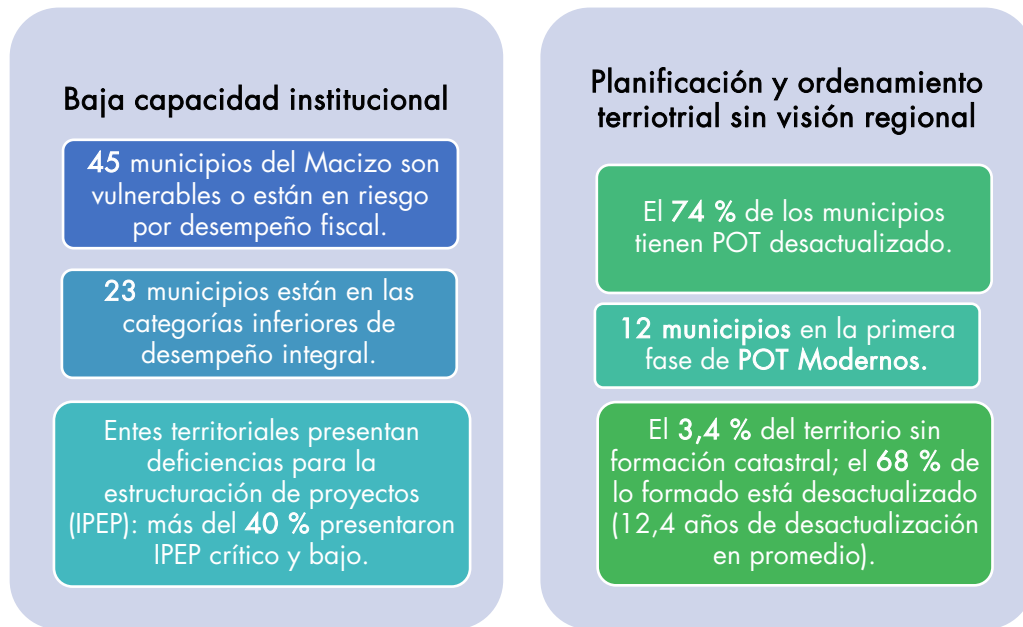 Baja capacidad institucional
45 municipios del Macizo son
vulnerables o están en riesgo
por desempeño fiscal.
23 municipios están en las
categorías inferiores de
desempeño integral.
Entes territoriales presentan
deficiencias para la
estructuración de proyectos
(IPEP): más del 40 % presentaron
IPEP crítico y bajo.
Planificación y ordenamiento
terriotrial sin visión regional
El 74 % de los municipios
tienen POT desactualizado.
12 municipios en la primera
fase de POT Modernos.
El 3,4 % del territorio sin
formación catastral; el 68 % de
lo formado está desactualizado
(12,4 años de desactualización
en promedio).